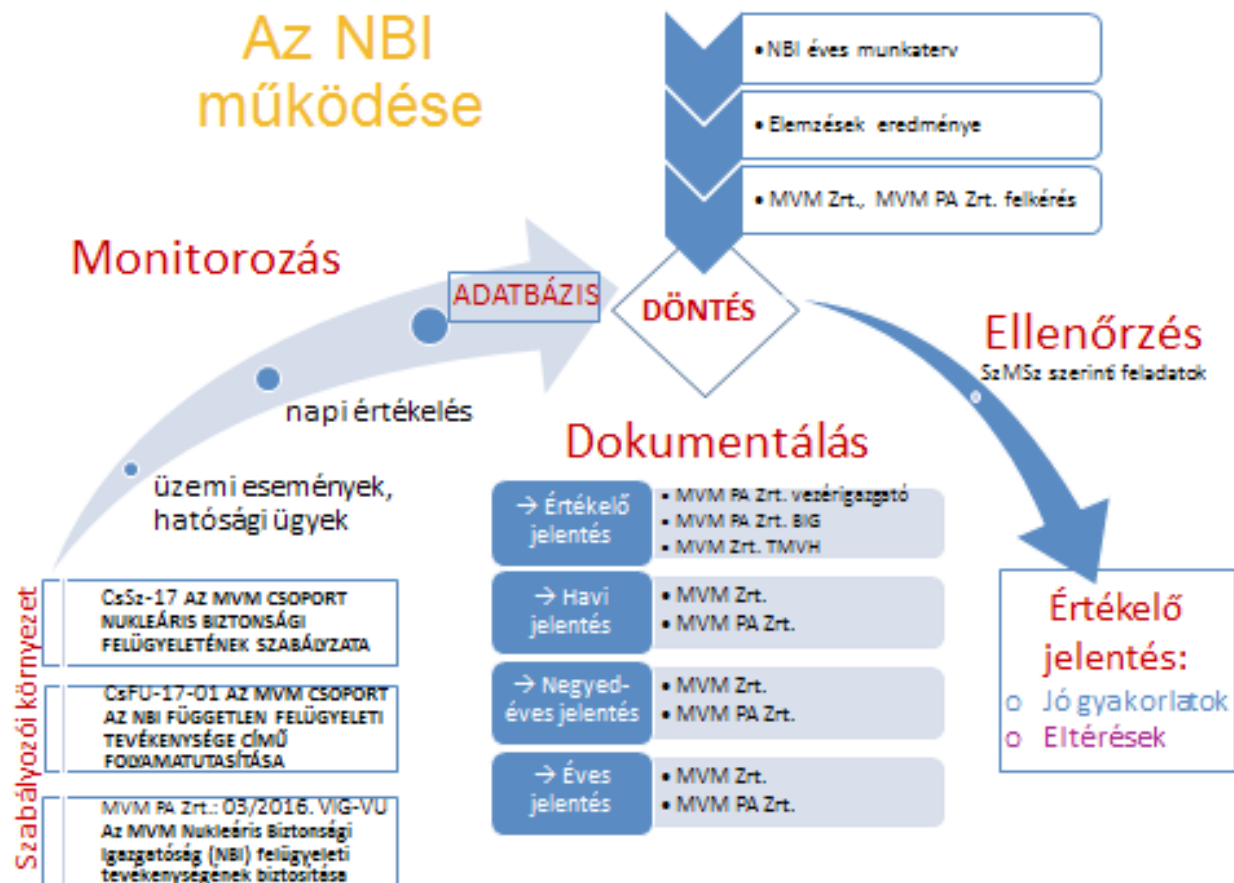 Az NBI
működése
• NBI éves munkaterv
• Elemzések eredménye
• MVM Zrt., MVM PA Zrt. felkérés
Monitorozás
ADATBÁZIS
DÖNTÉS
Ellenőrzés
SzMSz szerinti feladatok
napi értékelés
üzemi események,
hatósági ügyek
Dokumentálás
→ Értékelő
jelentés
• MVM PA Zrt. vezérigazgató
• MVM PA Zrt. BIG
• MVM Zrt. TMVH
→ Havi
jelentés
• MVM Zrt.
• MVM PA Zrt.
→ Negyed-
éves jelentés
• MVM Zrt.
• MVM PA Zrt.
→ Éves
jelentés
• MVM Zrt.
• MVM PA Zrt.
Értékelő
jelentés:
o Jó gyakorlatok
o Eltérések
Szabályozói környezet
CsSz-17 AZ MVM CSOPORT
NUKLEÁRIS BIZTONSÁGI
FELÜGYELETÉNEK SZABÁLYZATA
CsFU-17-01 AZ MVM CSOPORT
AZ NBI FÜGGETLEN FELÜGYELETI
TEVÉKENYSÉGE CÍMŰ
FOLYAMATUTASÍTÁSA
MVM PA Zrt.: 03/2016. VIG-VU
Az MVM Nukleáris Biztonsági
Igazgatóság (NBI) felügyeleti
tevékenységének biztosítása